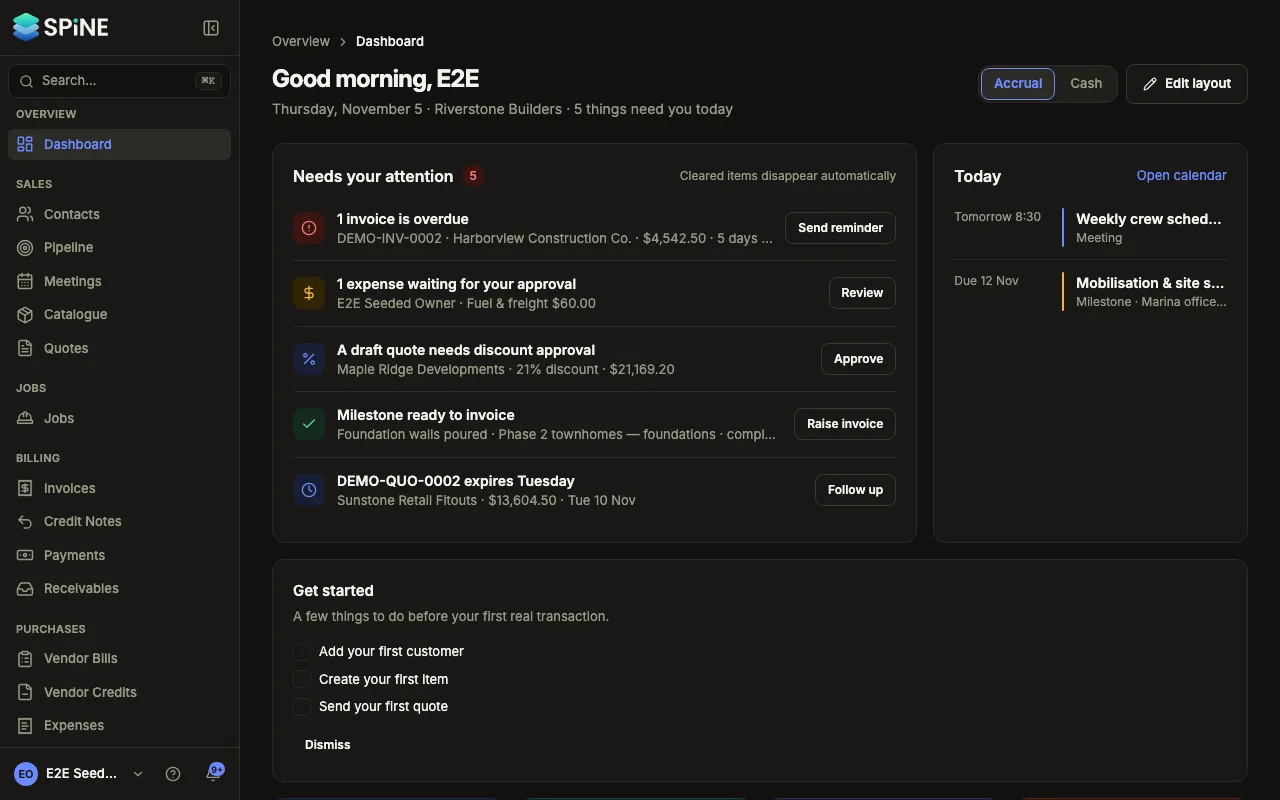 SPiNE
Search...
⌘K
OVERVIEW
Dashboard
SALES
Contacts
Pipeline
Meetings
Catalogue
Quotes
JOBS
Jobs
BILLING
Invoices
Credit Notes
Payments
Receivables
PURCHASES
Vendor Bills
Vendor Credits
Expenses
EO
E2E Seed...
9+
Overview > Dashboard
Good morning, E2E
Thursday, November 5 · Riverstone Builders · 5 things need you today
Accrual
Cash
Edit layout
Needs your attention 5
Cleared items disappear automatically
1 invoice is overdue
DEMO-INV-0002 · Harborview Construction Co. · $4,542.50 · 5 days ...
Send reminder
1 expense waiting for your approval
E2E Seeded Owner · Fuel & freight $60.00
Review
A draft quote needs discount approval
Maple Ridge Developments · 21% discount · $21,169.20
Approve
Milestone ready to invoice
Foundation walls poured · Phase 2 townhomes — foundations · compl...
Raise invoice
DEMO-QUO-0002 expires Tuesday
Sunstone Retail Fitouts · $13,604.50 · Tue 10 Nov
Follow up
Today
Open calendar
Tomorrow 8:30
Weekly crew sched...
Meeting
Due 12 Nov
Mobilisation & site s...
Milestone · Marina office...
Get started
A few things to do before your first real transaction.
Add your first customer
Create your first item
Send your first quote
Dismiss